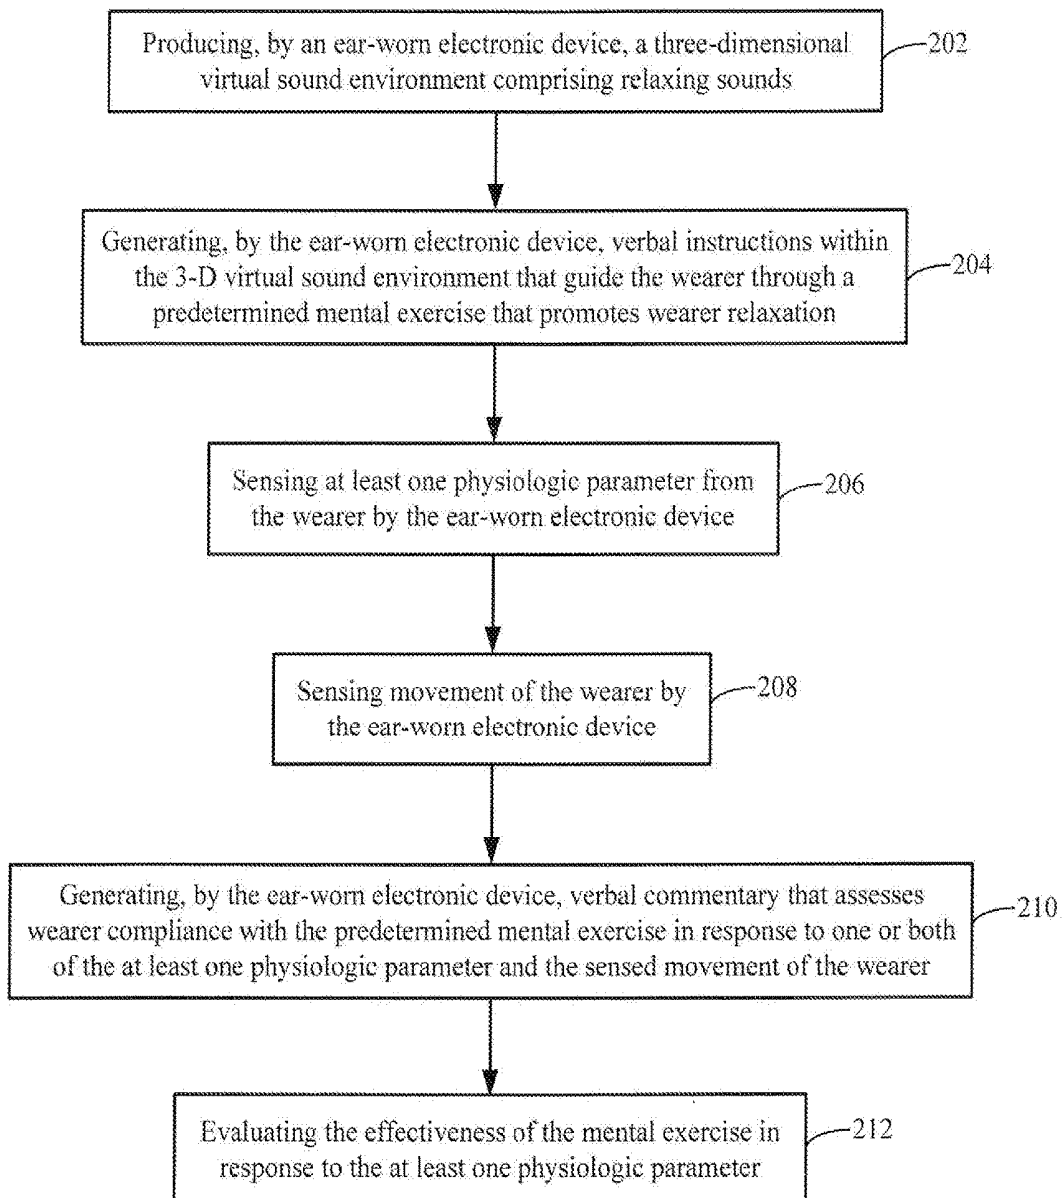 Producing, by an ear-worn electronic device, a three-dimensional
virtual sound environment comprising relaxing sounds
202
Generating, by the ear-worn electronic device, verbal instructions within
the 3-D virtual sound environment that guide the wearer through a
predetermined mental exercise that promotes wearer relaxation
204
Sensing at least one physiologic parameter from
the wearer by the ear-worn electronic device
206
Sensing movement of the wearer by
the ear-worn electronic device
208
Generating, by the ear-worn electronic device, verbal commentary that assesses
wearer compliance with the predetermined mental exercise in response to one or both
of the at least one physiologic parameter and the sensed movement of the wearer
210
Evaluating the effectiveness of the mental exercise in
response to the at least one physiologic parameter
212